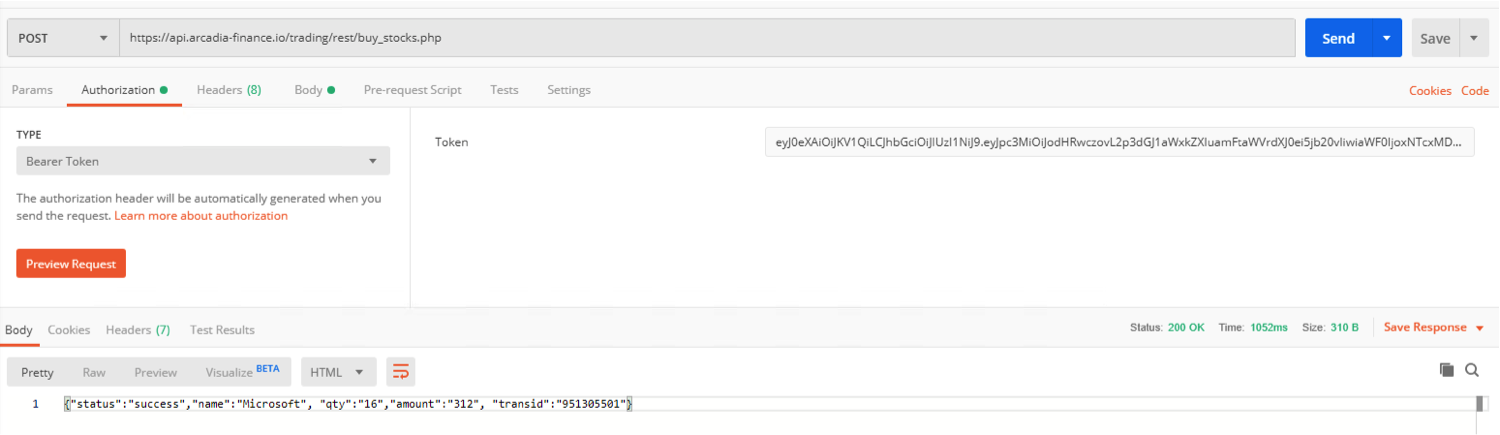 POST https://api.arcadia-finance.io/trading/rest/buy_stocks.php Send Save
Params Authorization Headers (8) Body Pre-request Script Tests Settings Cookies Code
TYPE
Bearer Token
The authorization header will be automatically generated when you
send the request. Learn more about authorization
Preview Request
Token
Body Cookies Headers (7) Test Results Status: 200 OK Time: 1052ms Size: 310 B Save Response
Pretty Raw Preview Visualize BETA HTML
1 {"status":"success","name":"Microsoft", "qty":"16","amount":"312", "transid":"951305501"}